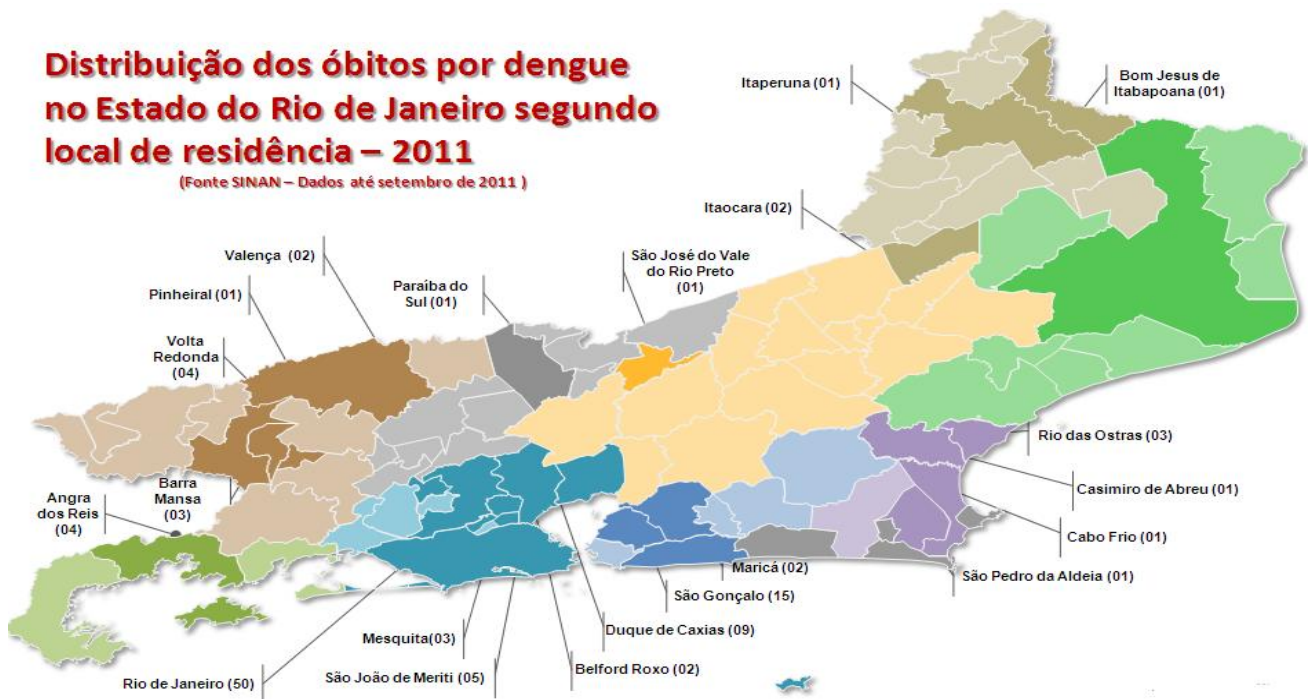 Distribuição dos óbitos por dengue
no Estado do Rio de Janeiro segundo
local de residência – 2011
(Fonte SINAN – Dados até setembro de 2011 )
Itaperuna (01)
Bom Jesus de
Itabapoana (01)
Itaocara (02)
Valença (02)
São José do Vale
do Rio Preto
(01)
Paraíba do
Sul (01)
Pinheiral (01)
Volta
Redonda
(04)
Rio das Ostras (03)
Barra
Mansa
(03)
Angra
dos Reis
(04)
Casimiro de Abreu (01)
Cabo Frio (01)
Maricá (02)
São Pedro da Aldeia (01)
São Gonçalo (15)
Mesquita(03)
Duque de Caxias (09)
Belford Roxo (02)
São João de Meriti (05)
Rio de Janeiro (50)